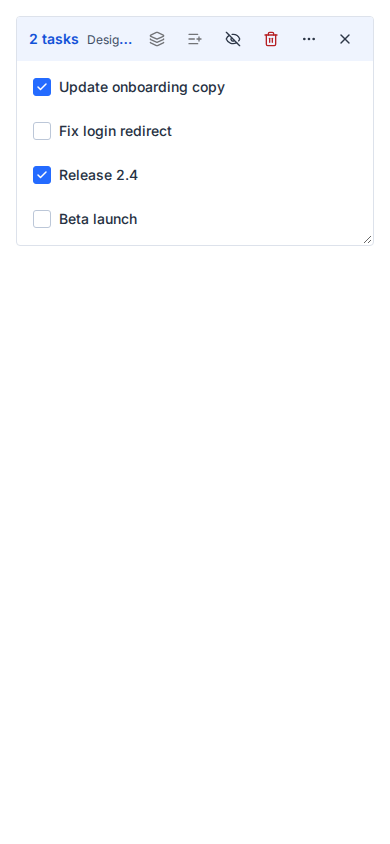 2 tasks Desig...
Update onboarding copy
Fix login redirect
Release 2.4
Beta launch